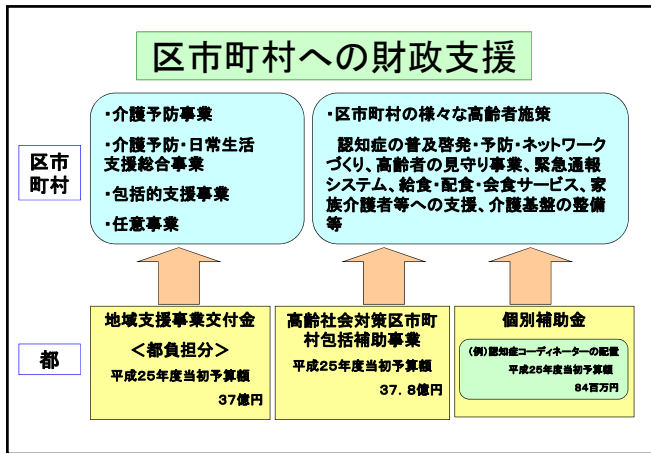 区市町村への財政支援
・介護予防事業
・介護予防・日常生活
支援総合事業
・包括的支援事業
・任意事業
・区市町村の様々な高齢者施策
認知症の普及啓発・予防・ネットワーク
づくり、高齢者の見守り事業、緊急通報
システム、給食・配食・会食サービス、家
族介護者等への支援、介護基盤の整備
等
区市
町村
都
地域支援事業交付金
＜都負担分＞
平成25年度当初予算額
37億円
高齢社会対策区市町
村包括補助事業
平成25年度当初予算額
37．8億円
個別補助金
（例）認知症コーディネーターの配置
平成25年度当初予算額
84百万円